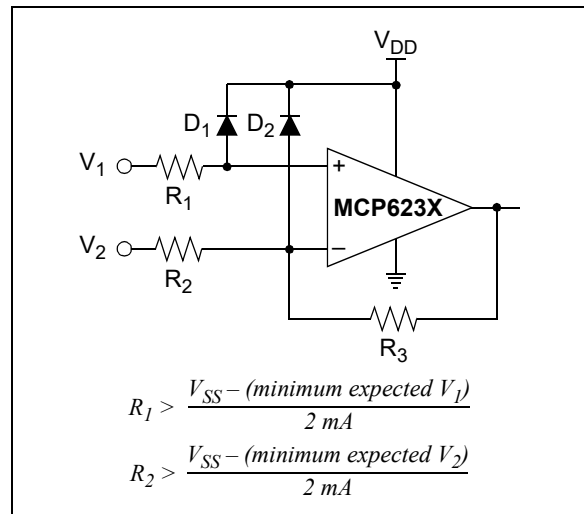 V_DD
D_1 D_2
V_1
R_1
+
MCP623X
V_2
R_2
–
R_3
R_1 > V_SS – (minimum expected V_1) / 2 mA
R_2 > V_SS – (minimum expected V_2) / 2 mA